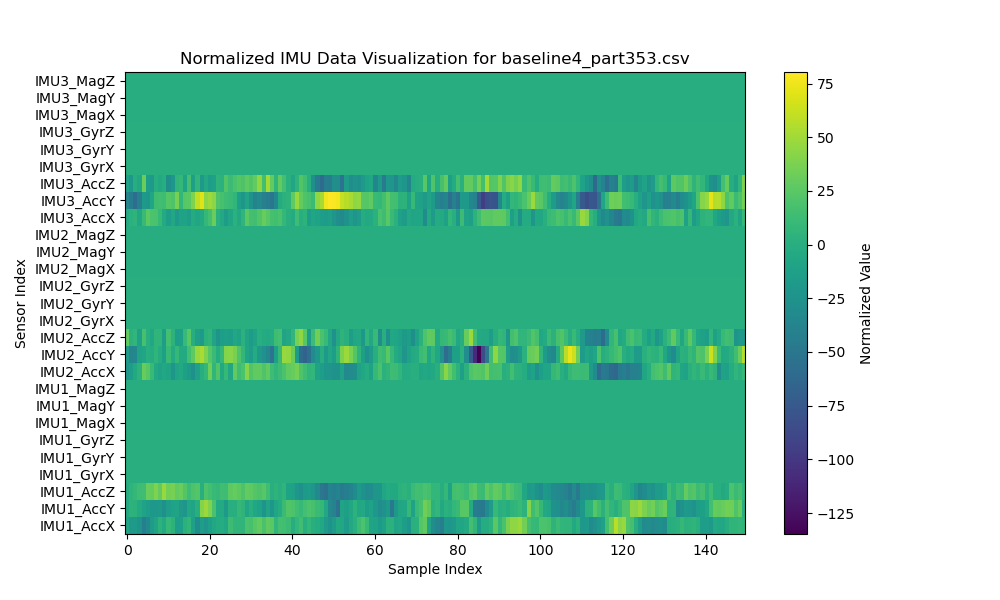 Normalized IMU Data Visualization for baseline4_part353.csv
IMU3_MagZ
IMU3_MagY
IMU3_MagX
IMU3_GyrZ
IMU3_GyrY
IMU3_GyrX
IMU3_AccZ
IMU3_AccY
IMU3_AccX
IMU2_MagZ
IMU2_MagY
IMU2_MagX
IMU2_GyrZ
IMU2_GyrY
IMU2_GyrX
IMU2_AccZ
IMU2_AccY
IMU2_AccX
IMU1_MagZ
IMU1_MagY
IMU1_MagX
IMU1_GyrZ
IMU1_GyrY
IMU1_GyrX
IMU1_AccZ
IMU1_AccY
IMU1_AccX
Sensor Index
0 20 40 60 80 100 120 140
Sample Index
75
50
25
0
−25
−50
−75
−100
−125
Normalized Value